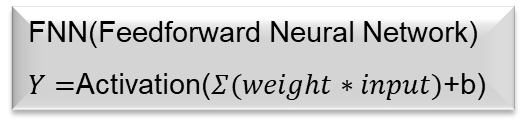 FNN(Feedforward Neural Network)
𝑌 =Activation(𝛴(𝑤𝑒𝑖𝑔ℎ𝑡 ∗ 𝑖𝑛𝑝𝑢𝑡)+b)